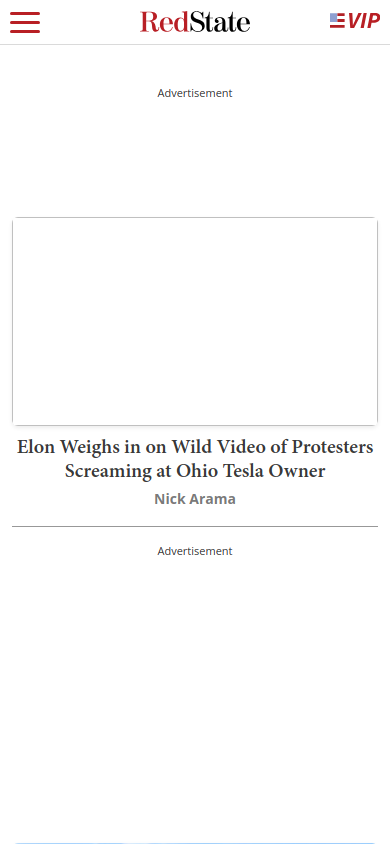 RedState
VIP
Advertisement
Elon Weighs in on Wild Video of Protesters
Screaming at Ohio Tesla Owner
Nick Arama
Advertisement